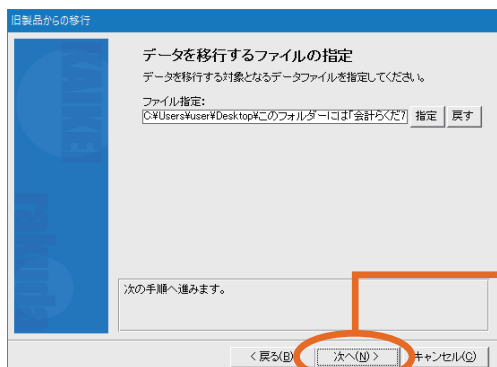 旧製品からの移行
データを移行するファイルの指定
データを移行する対象となるデータファイルを指定してください。
ファイル指定:
C:¥Users¥user¥Desktop¥このフォルダーには「会計らくだ7 指定 戻す
KAIKEI
rakuda
次の手順へ進みます。
< 戻る(B) 次へ(N) > キャンセル(C)